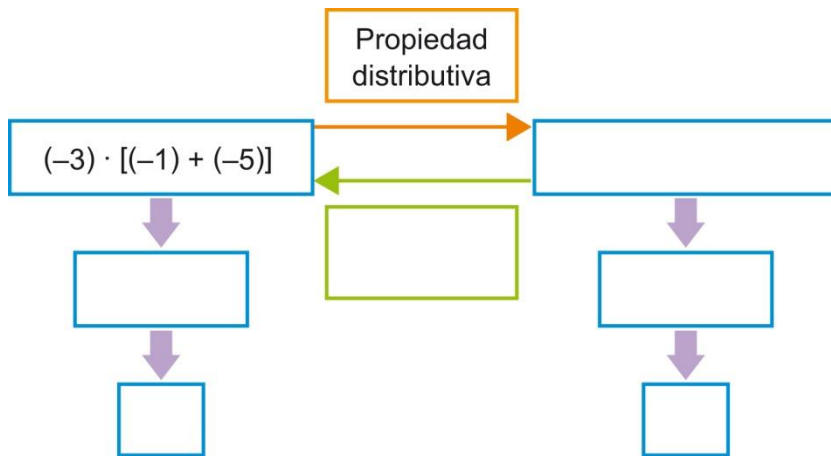 Propiedad
distributiva
(–3) · [(–1) + (–5)]